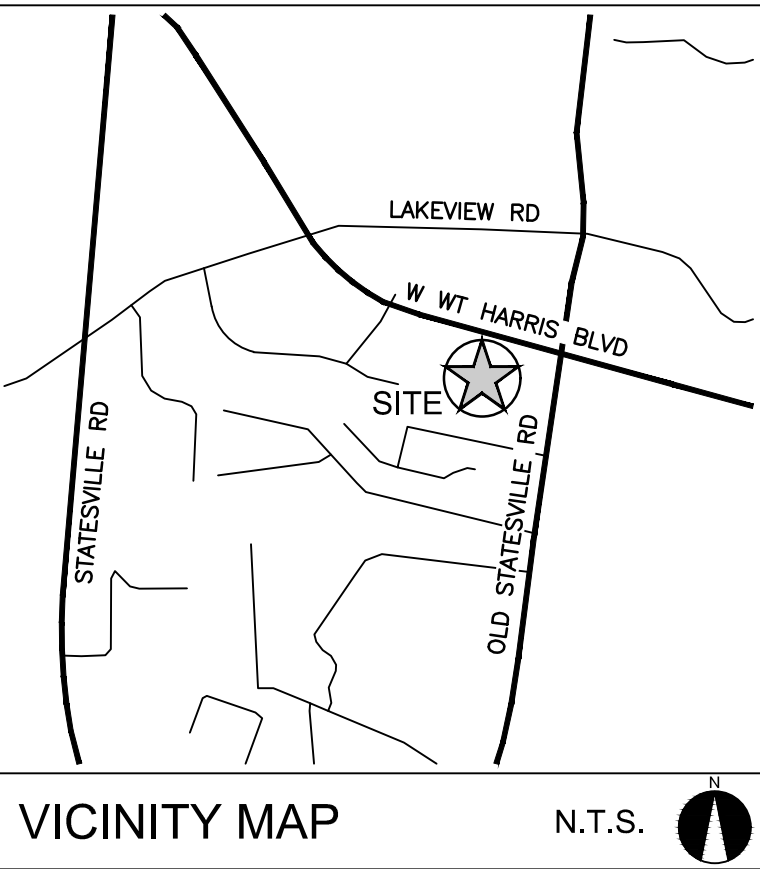 LAKEVIEW RD
W WT HARRIS BLVD
SITE
STATESVILLE RD
OLD STATESVILLE RD
VICINITY MAP
N.T.S.
N